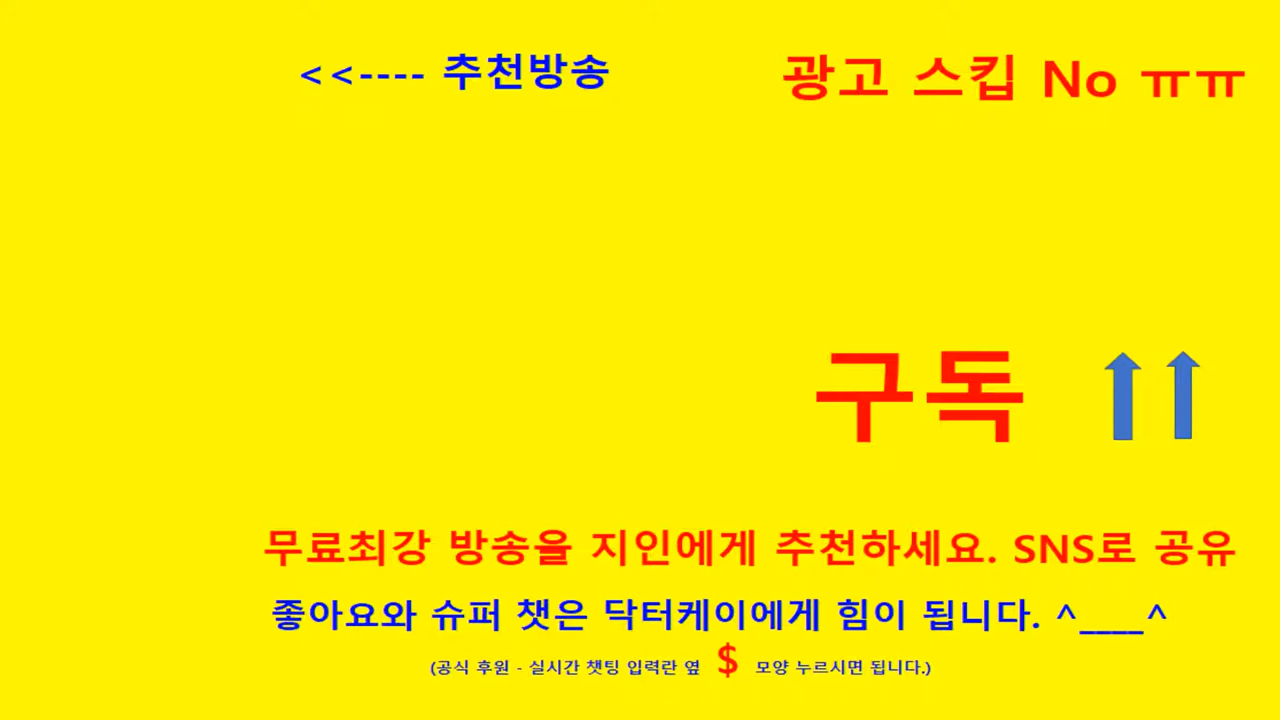 <<---- 추천방송
광고 스킵 No ㅠㅠ
구독
무료최강 방송을 지인에게 추천하세요. SNS로 공유
좋아요와 슈퍼 챗은 닥터케이에게 힘이 됩니다. ^____^
(공식 후원 - 실시간 챗팅 입력란 옆 $ 모양 누르시면 됩니다.)